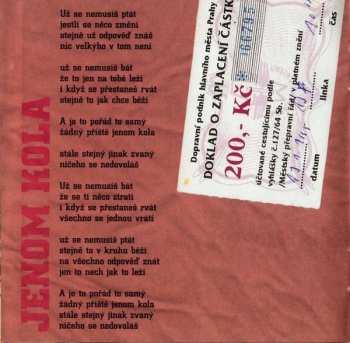 JENOM KOLA
Už se nemusíš ptát
jestli se něco změní
stejně už odpověď znáš
nic velkýho v tom není
už se nemusíš bát
že to jen na tobě leží
i když se přestaneš rvát
stejně to jak chce běží
A je to pořád to samý
žádný příště jenom kola
stále stejný jinak zvaný
ničeho se nedovoláš
Už se nemusíš bát
že se ti něco ztratí
i když se přestaneš rvát
všechno se jednou vrátí
už se nemusíš ptát
stejně ta v kruhu běží
na všechno odpověď znát
jen to nech jak to leží
A je to pořád to samý
žádný příště jenom kola
stále stejný jinak zvaný
ničeho se nedovoláš
Dopravní podnik hlavního města Prahy
DOKLAD O ZAPLACENÍ ČÁSTK
200,- Kč
účtované cestujícímu podle
vyhlášky č.127/64 Sb.
/Městský přepravní řád/ v platném znění
datum
linka
čas